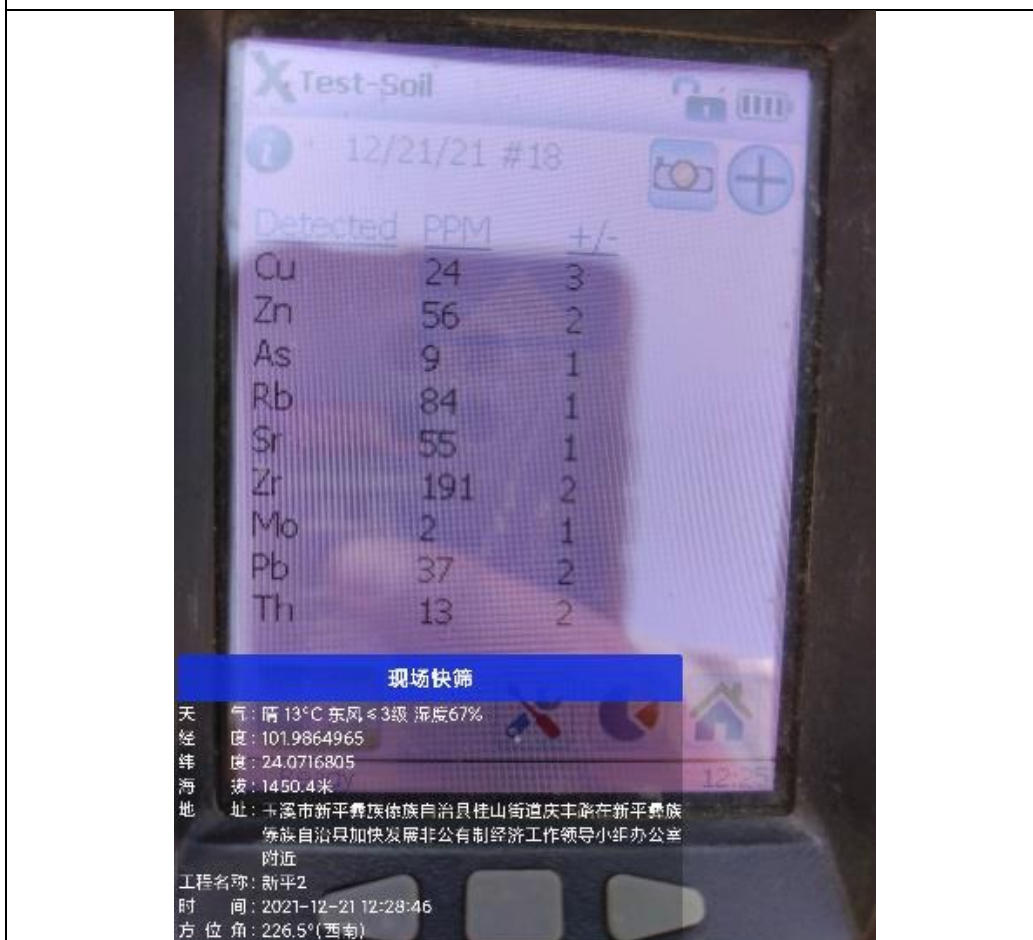 Test-Soil
12/21/21 #18
Detected PPM +/-
Cu 24 3
Zn 56 2
As 9 1
Rb 84 1
Sr 55 1
Zr 191 2
Mo 2 1
Pb 37 2
Th 13 2
现场快筛
天 气: 晴 13°C 东风≤3级 湿度67%
经 度: 101.9864965
纬 度: 24.0716805
海 拔: 1450.4米
12:25
地 址: 玉溪市新平彝族傣族自治县桂山街道庆丰路在新平彝族
傣族自治县加快发展非公有制经济工作领导小组办公室
附近
工程名称: 新平2
时 间: 2021-12-21 12:28:46
方 位 角: 226.5°(西南)